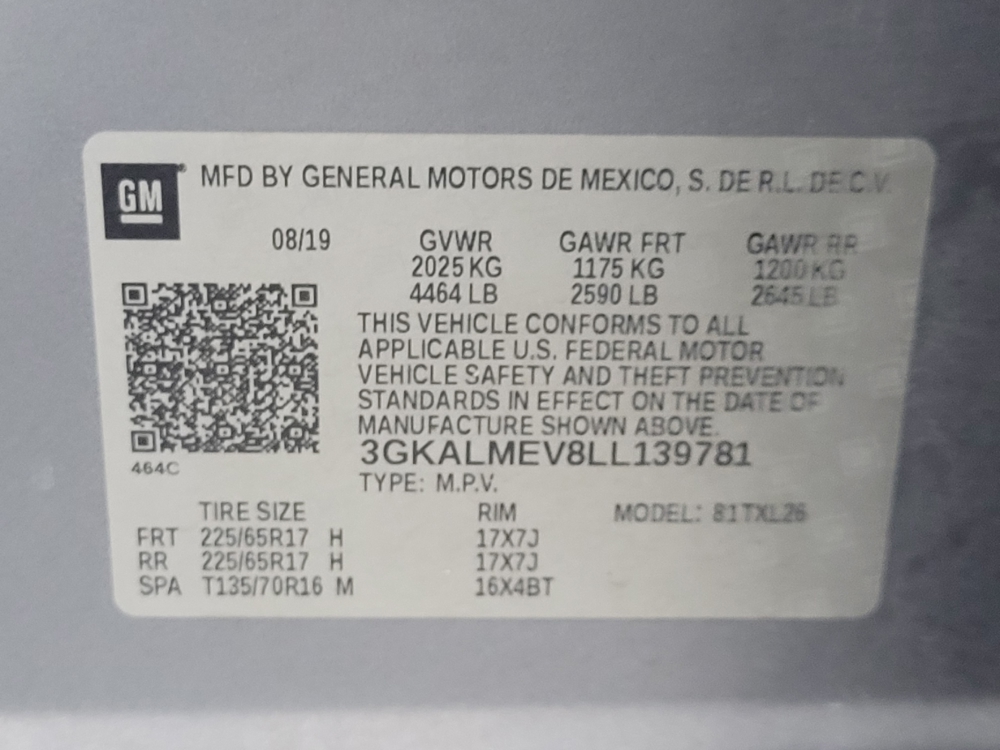 GM MFD BY GENERAL MOTORS DE MEXICO, S. DE R.L. DE C.V.
08/19 GVWR GAWR FRT GAWR RR
2025 KG 1175 KG 1200 KG
4464 LB 2590 LB 2645 LB
THIS VEHICLE CONFORMS TO ALL
APPLICABLE U.S. FEDERAL MOTOR
VEHICLE SAFETY AND THEFT PREVENTION
STANDARDS IN EFFECT ON THE DATE OF
MANUFACTURE SHOWN ABOVE.
3GKALMEV8LL139781
464C
TYPE: M.P.V.
TIRE SIZE RIM MODEL: 81TXL26
FRT 225/65R17 H 17X7J
RR 225/65R17 H 17X7J
SPA T135/70R16 M 16X4BT